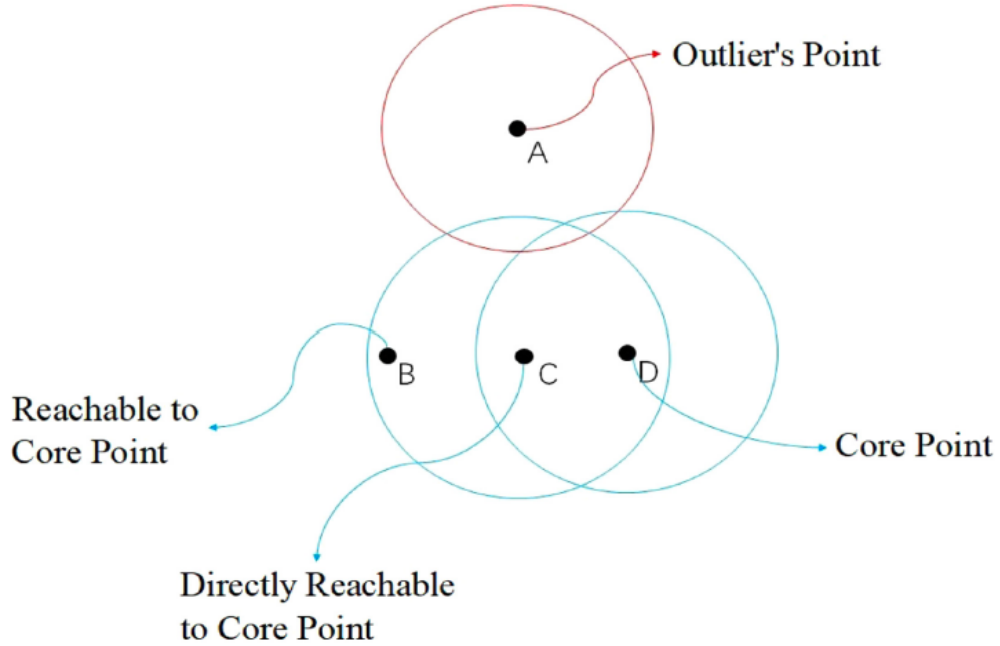 Outlier's Point
A
B
C
D
Reachable to
Core Point
Core Point
Directly Reachable
to Core Point